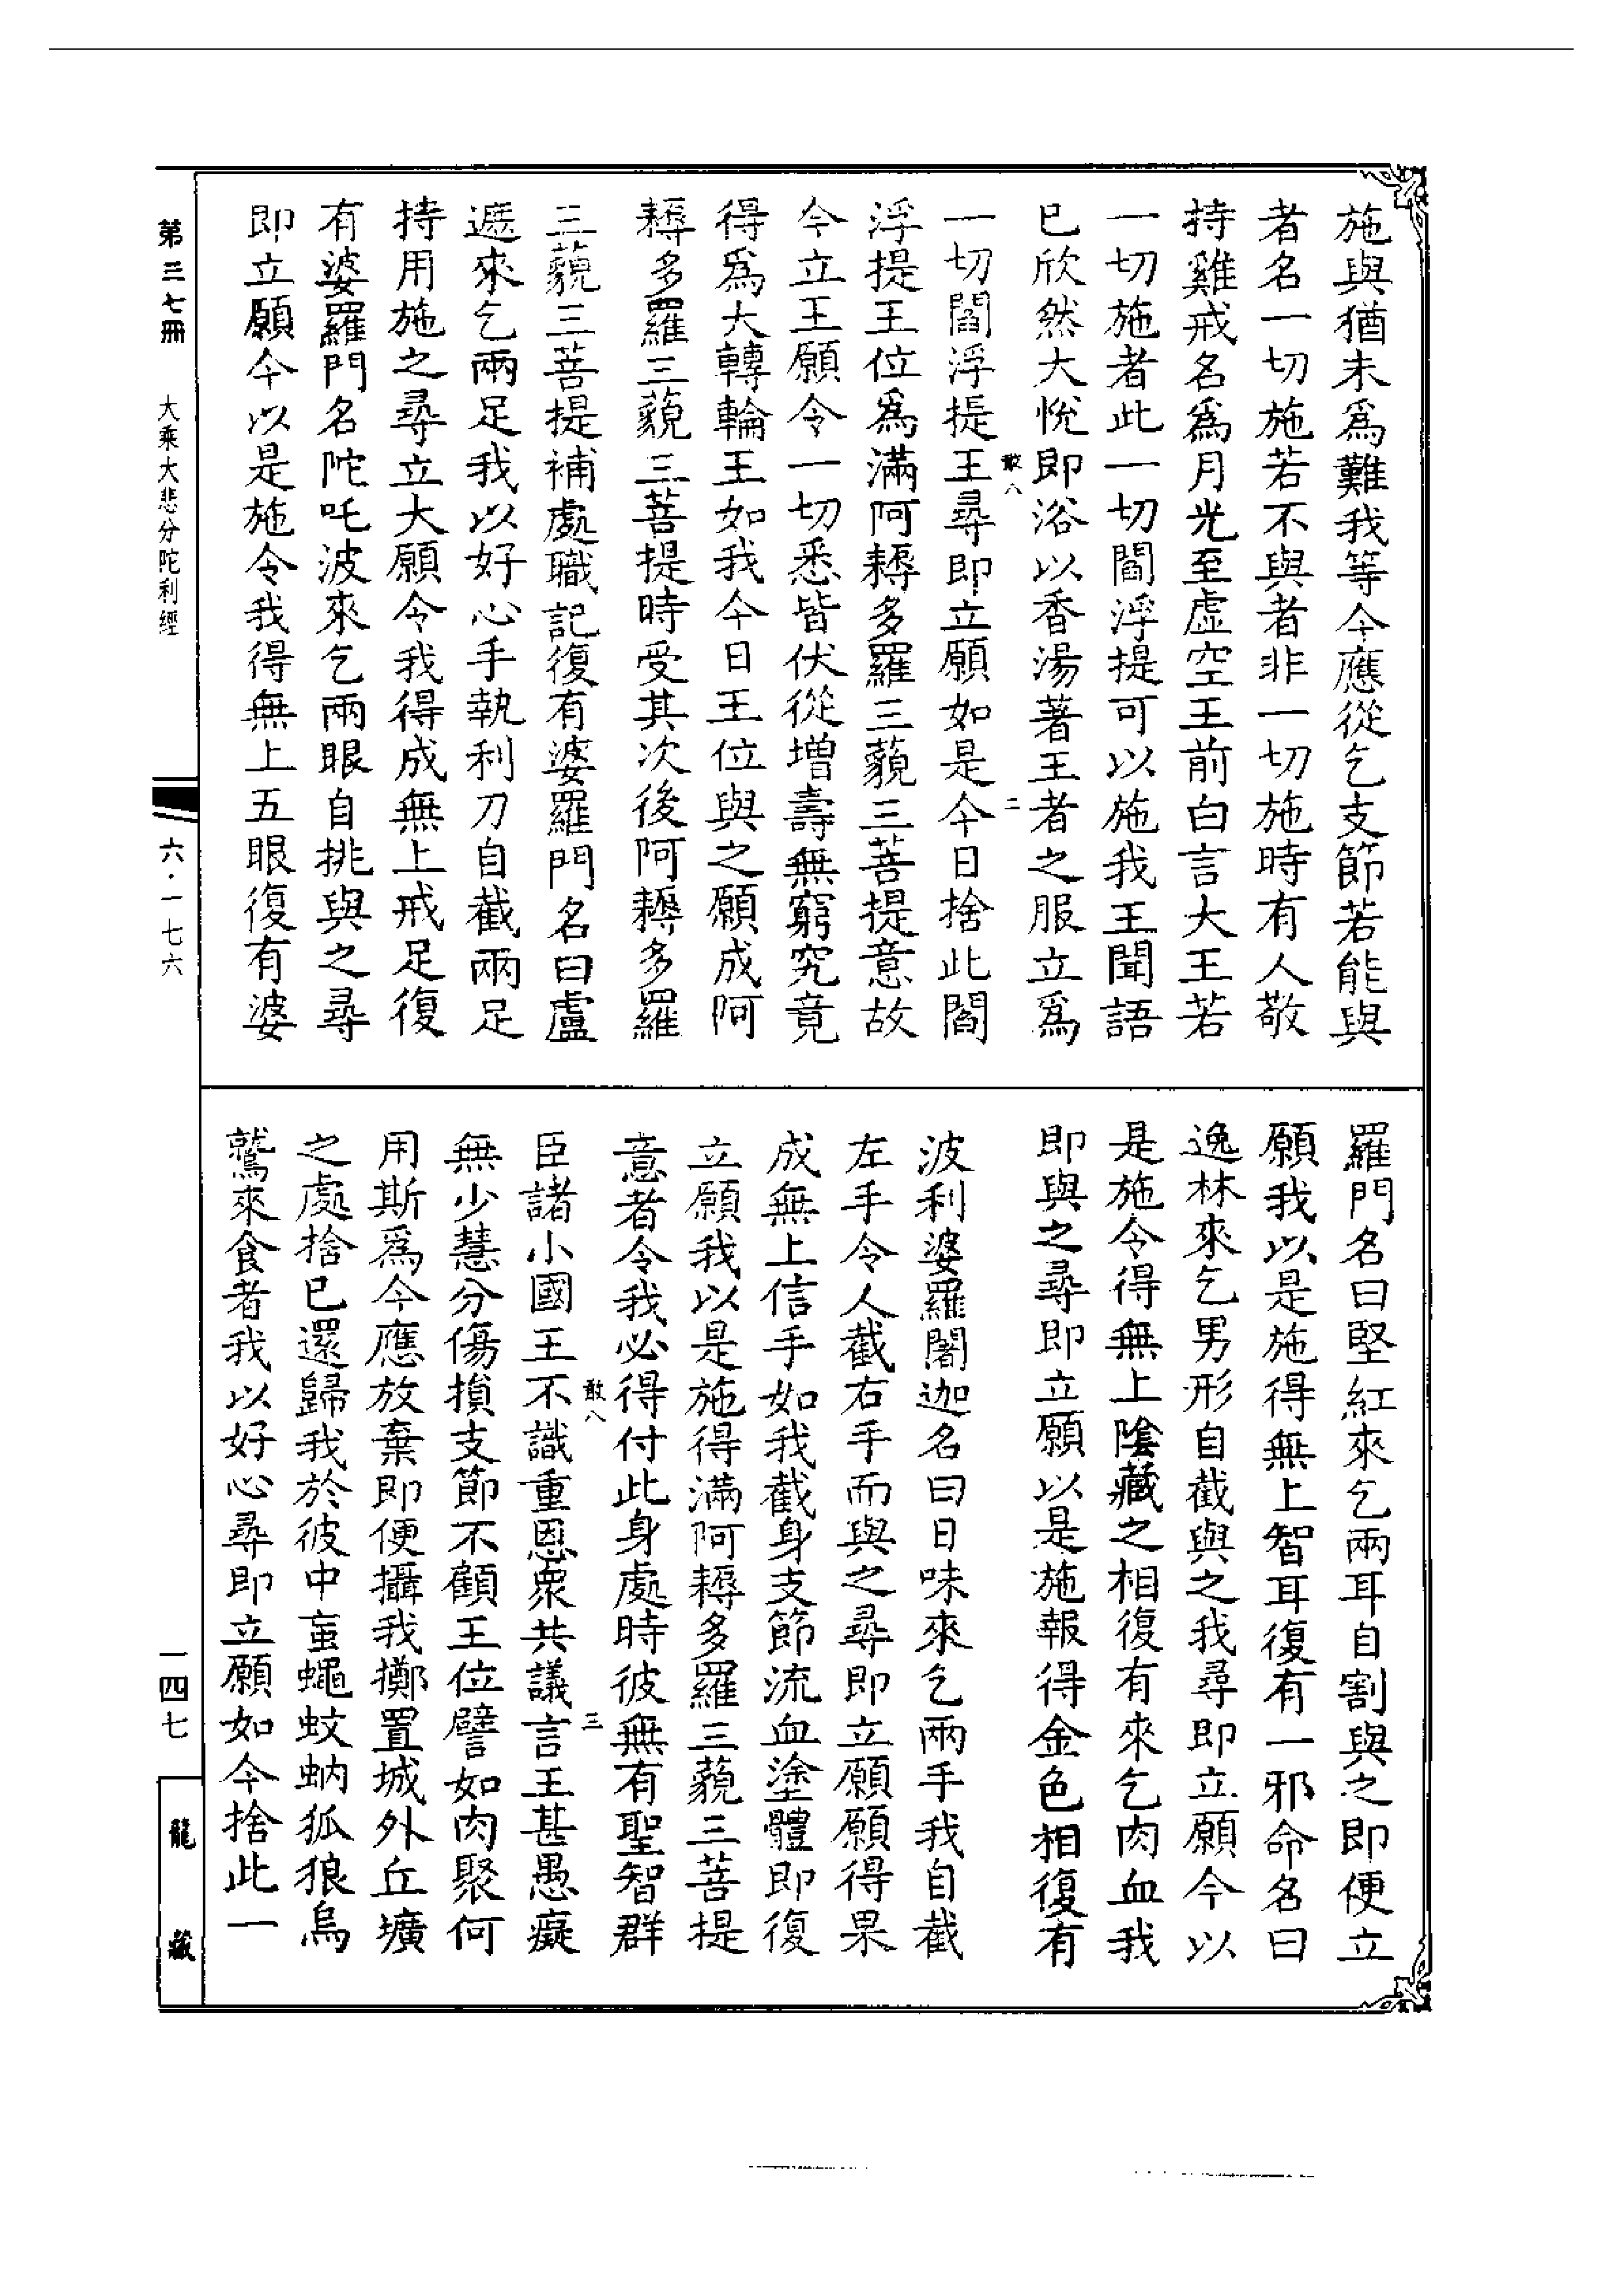 施與猶未爲難我等今應從乞支節若能與
者名一切施若不與者非一切施時有人敬
持雞戒名爲月光至虛空王前白言大王若
一切施者此一切閻浮提可以施我王聞語
已欣然大悅即浴以香湯著王者之服立爲
敢八 二
一切閻浮提王尋即立願如是今日捨此閻
浮提王位爲滿阿耨多羅三藐三菩提意故
今立王願令一切悉皆伏從增壽無窮究竟
得爲大轉輪王如我今日王位與之願成阿
耨多羅三藐三菩提時受其次後阿耨多羅
三藐三菩提補處職記復有婆羅門名曰盧
遮來乞兩足我以好心手執利刀自截兩足
持用施之尋立大願令我得成無上戒足復
有婆羅門名陀吒波來乞兩眼自挑與之尋
即立願今以是施令我得無上五眼復有婆
羅門名曰堅紅來乞兩耳自割與之即便立
願我以是施得無上智耳復有一邪命名曰
逸林來乞男形自截與之我尋即立願今以
是施令得無上陰藏之相復有來乞肉血我
即與之尋即立願以是施報得金色相復有
波利婆羅闍迦名曰日味來乞兩手我自截
左手令人截右手而與之尋即立願願得果
成無上信手如我截身支節流血塗體即復
立願我以是施得滿阿耨多羅三藐三菩提
意者令我必得付此身處時彼無有聖智群
敢八 三
臣諸小國王不識重恩衆共議言王甚愚癡
無少慧分傷損支節不顧王位譬如肉聚何
用斯爲今應放棄即便攝我擲置城外丘壙
之處捨已還歸我於彼中䖟蠅蚊蚋狐狼烏
鷲來食者我以好心尋即立願如今捨此一
第三七冊 大乘大悲分陀利經 六·一七六 一四七 龍藏